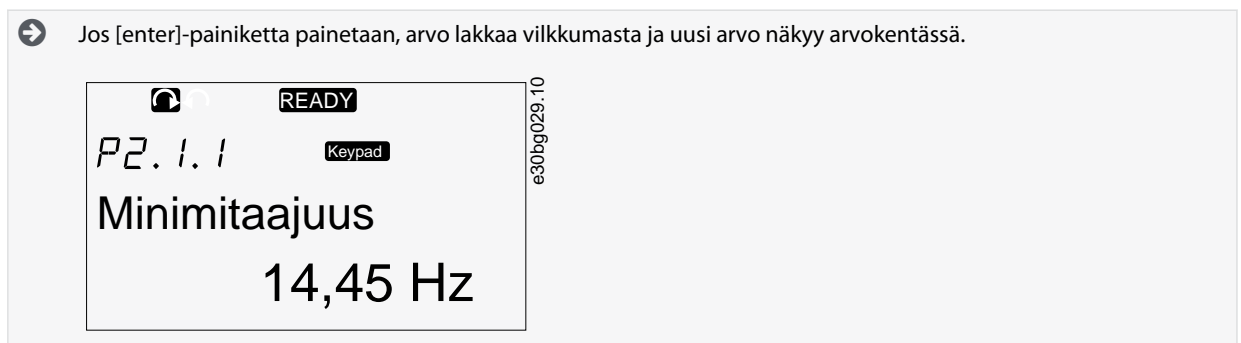 Jos [enter]-painiketta painetaan, arvo lakkaa vilkkumasta ja uusi arvo näkyy arvokentässä.
READY
P2.1.1 Keypad
Minimitaajuus
14,45 Hz
e30bg029.10